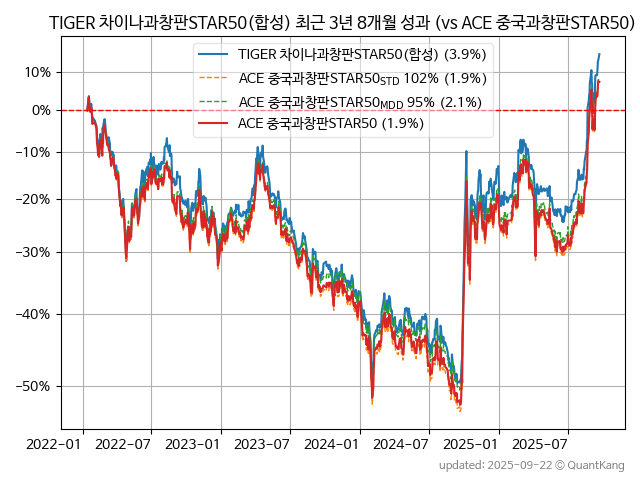 TIGER 차이나과창판STAR50(합성) 최근 3년 8개월 성과 (vs ACE 중국과창판STAR50)
TIGER 차이나과창판STAR50(합성) (3.9%)
ACE 중국과창판STAR50STD 102% (1.9%)
ACE 중국과창판STAR50MDD 95% (2.1%)
ACE 중국과창판STAR50 (1.9%)
10%
0%
−10%
−20%
−30%
−40%
−50%
2022-01 2022-07 2023-01 2023-07 2024-01 2024-07 2025-01 2025-07
updated: 2025-09-22 © QuantKang